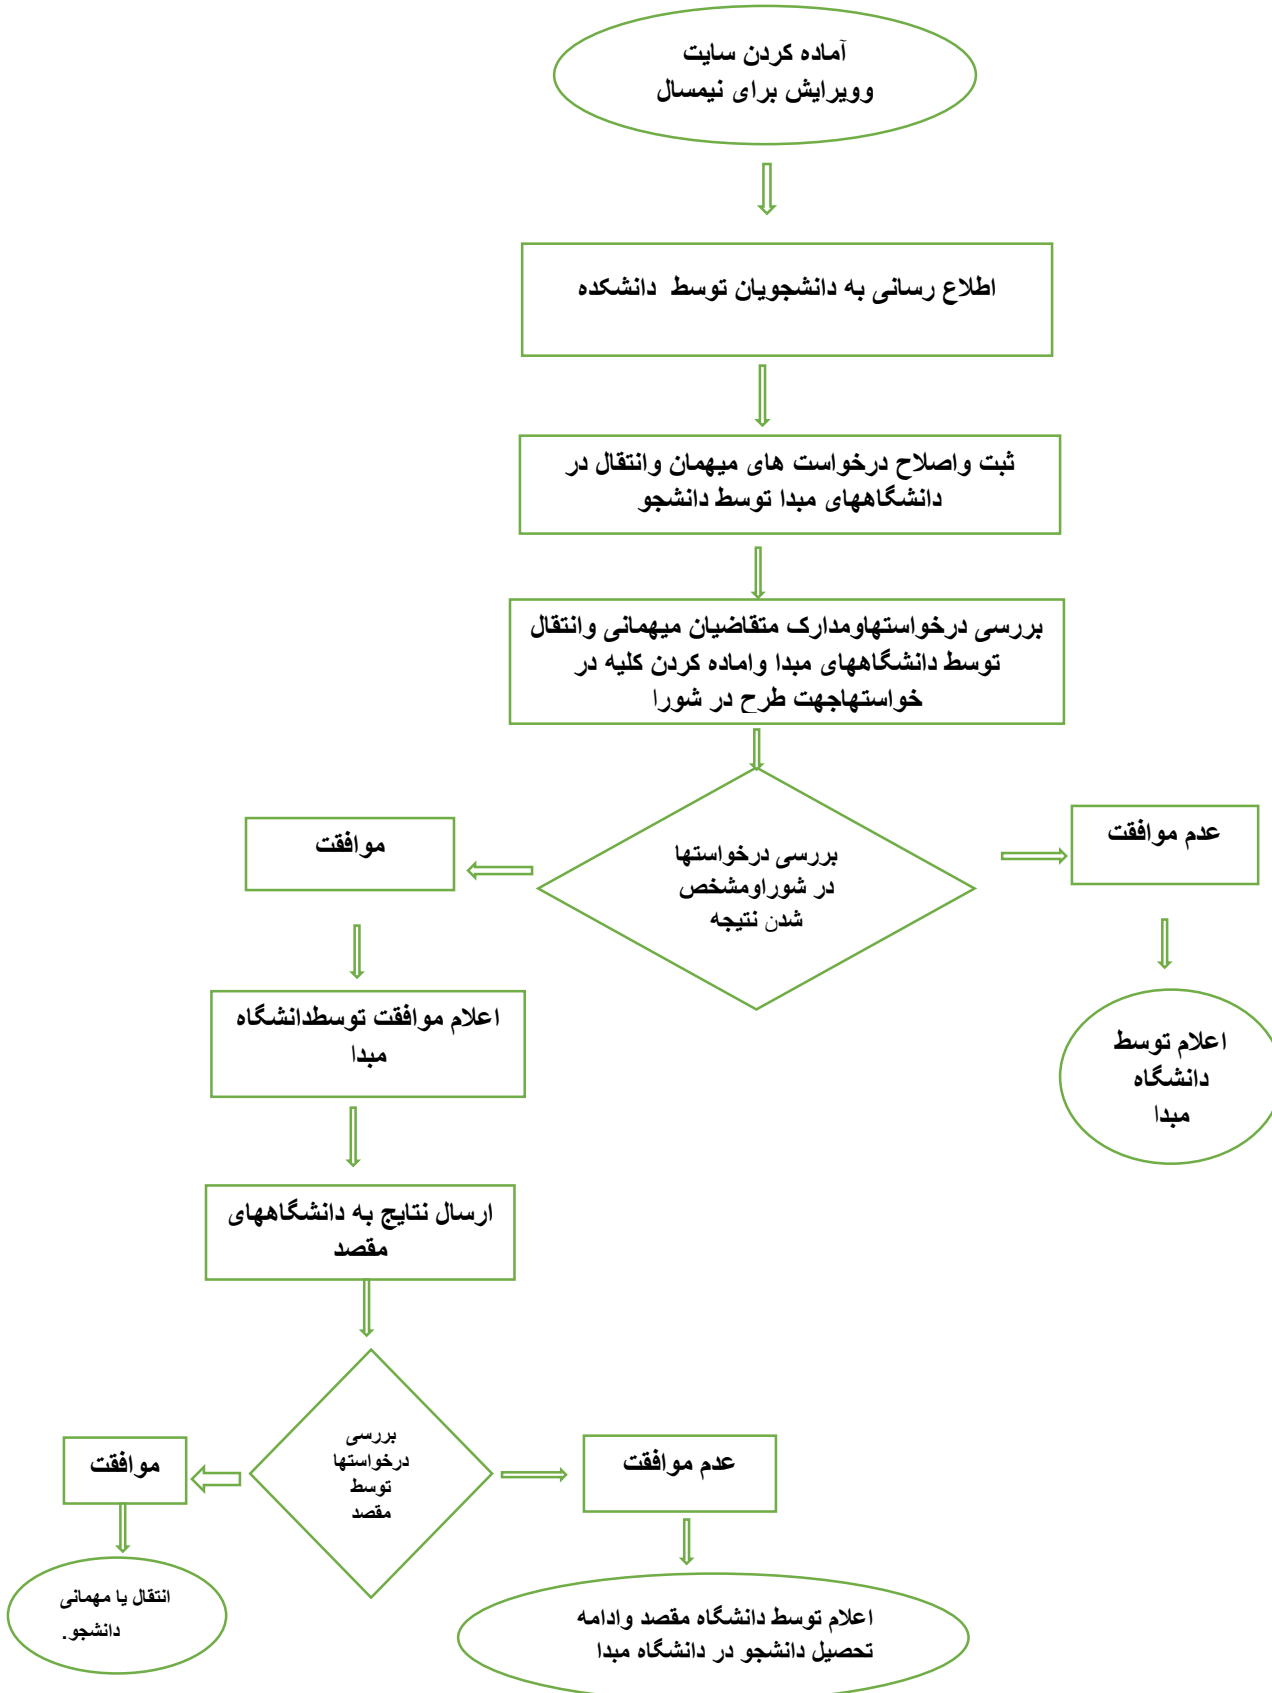 آماده کردن سایت
وویرایش برای نیمسال
اطلاع رسانی به دانشجویان توسط دانشکده
ثبت واصلاح درخواست های میهمان وانتقال در
دانشگاههای مبدا توسط دانشجو
بررسی درخواستهاومدارک متقاضیان میهمانی وانتقال
توسط دانشگاههای مبدا واماده کردن کلیه در
خواستهاجهت طرح در شورا
عدم موافقت
موافقت
بررسی درخواستها
در شوراومشخص
شدن نتیجه
اعلام موافقت توسطدانشگاه
مبدا
اعلام توسط
دانشگاه
مبدا
ارسال نتایج به دانشگاههای
مقصد
بررسی
درخواستها
توسط
مقصد
عدم موافقت
موافقت
انتقال یا مهمانی
دانشجو.
اعلام توسط دانشگاه مقصد وادامه
تحصیل دانشجو در دانشگاه مبدا